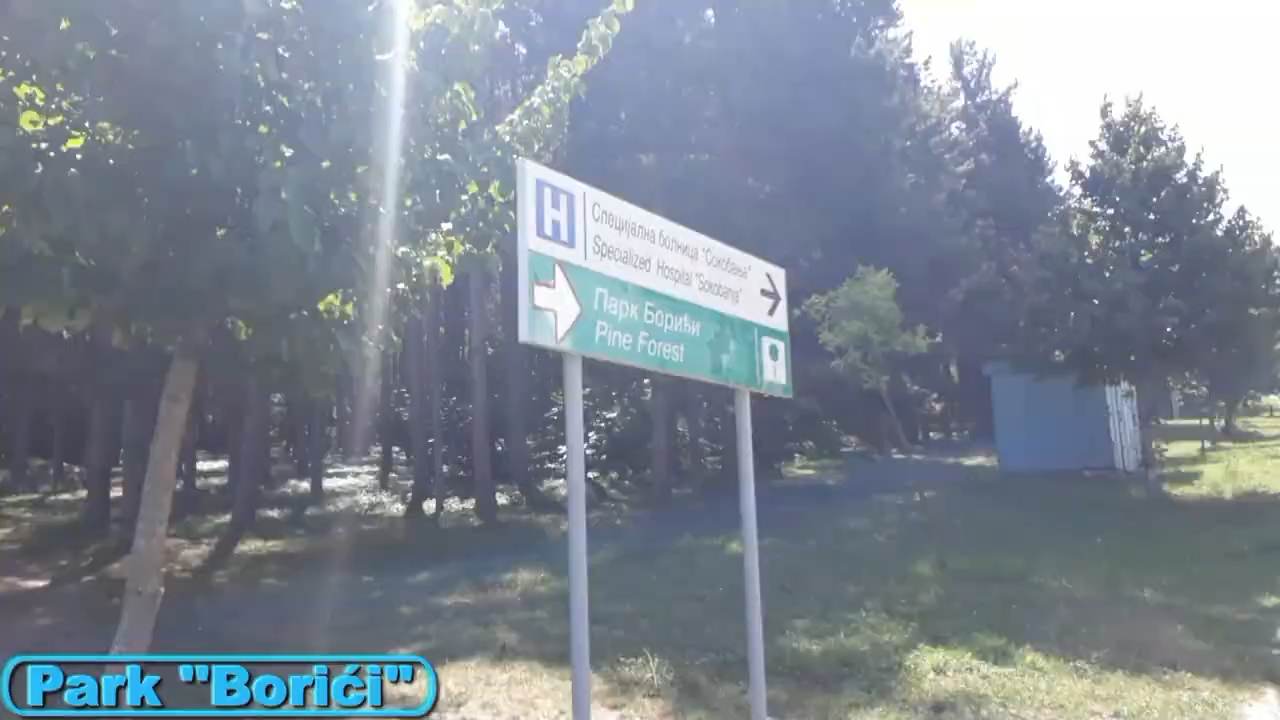 H
Специјална болница "Сокобања"
Specialized Hospital "Sokobanja"
Парк Борићи
Pine Forest
Park "Borići"